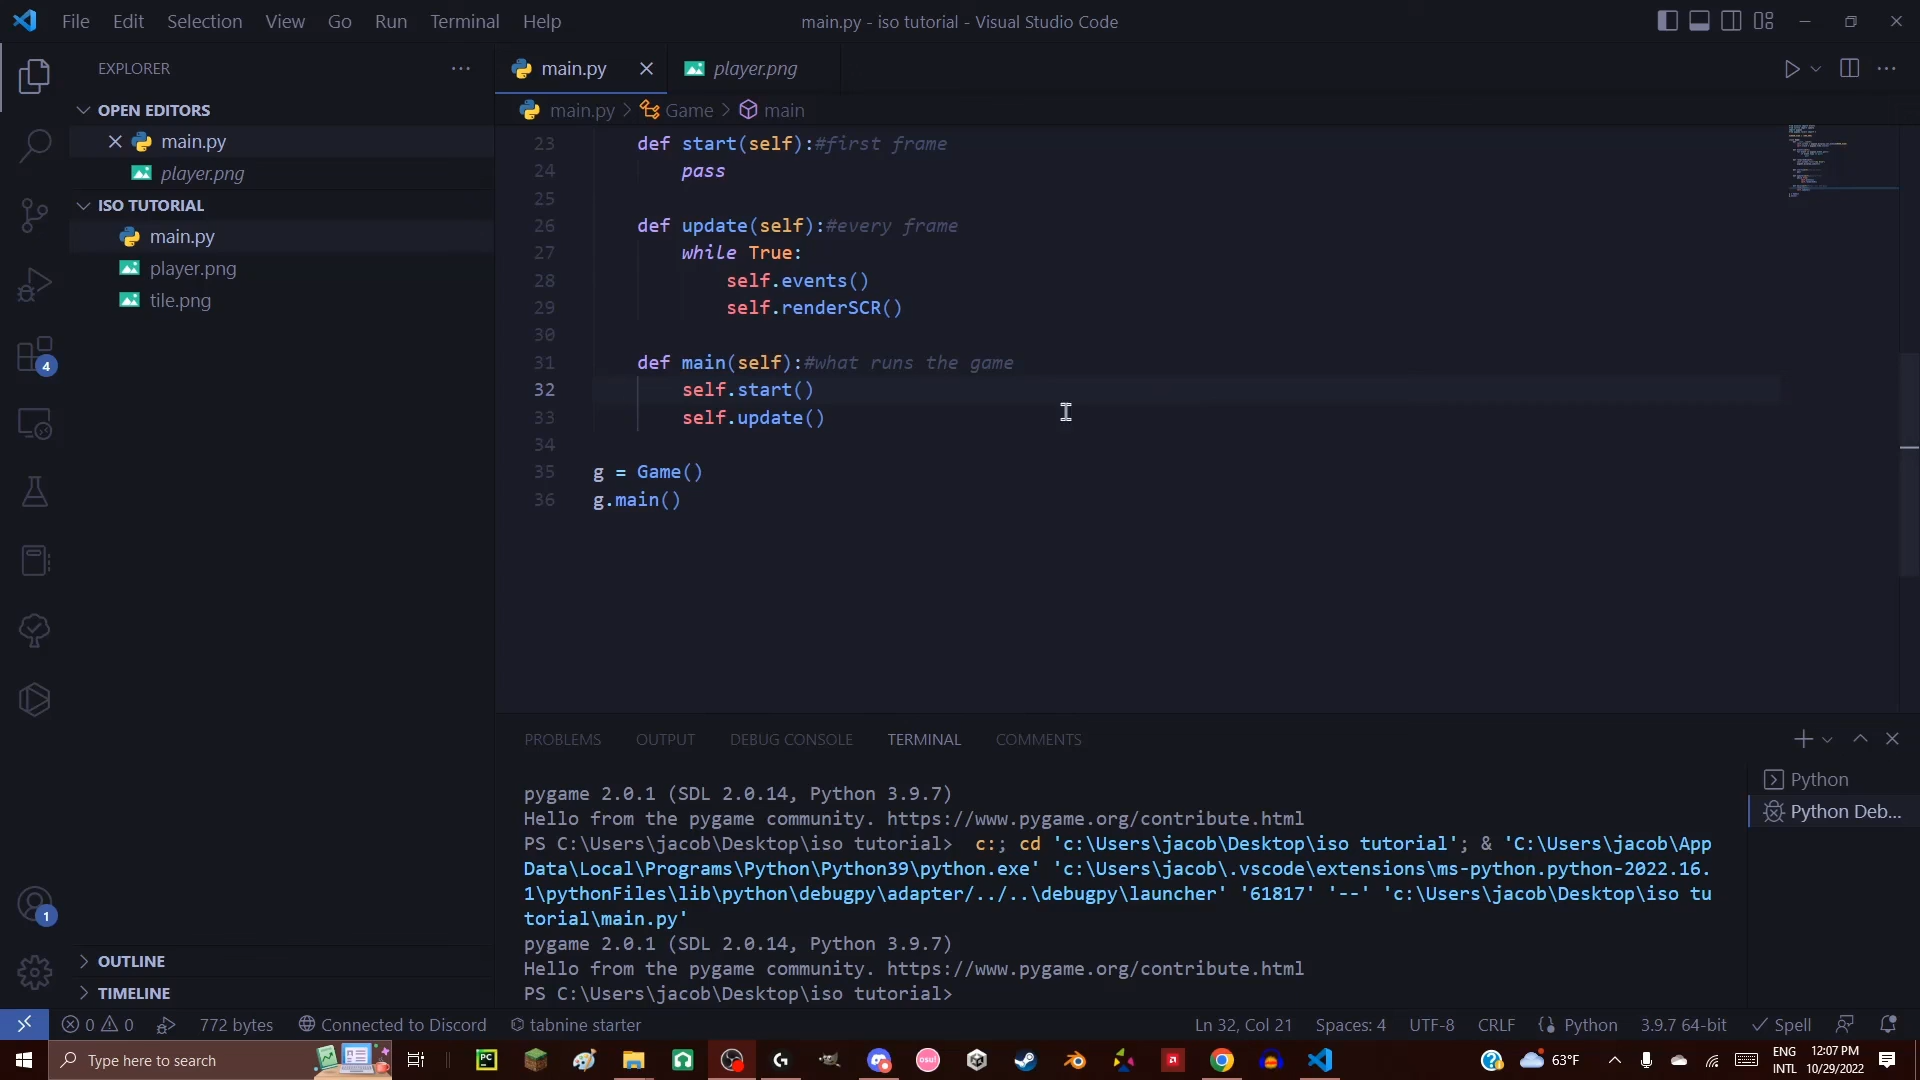 File Edit Selection View Go Run Terminal Help
main.py - iso tutorial - Visual Studio Code
EXPLORER
OPEN EDITORS
main.py
player.png
ISO TUTORIAL
main.py
player.png
tile.png
OUTLINE
TIMELINE
4
1
main.py player.png
main.py > Game > main
23 def start(self):#first frame
24 pass
25
26 def update(self):#every frame
27 while True:
28 self.events()
29 self.renderSCR()
30
31 def main(self):#what runs the game
32 self.start()
33 self.update()
34
35 g = Game()
36 g.main()
PROBLEMS OUTPUT DEBUG CONSOLE TERMINAL COMMENTS
pygame 2.0.1 (SDL 2.0.14, Python 3.9.7)
Hello from the pygame community. https://www.pygame.org/contribute.html
PS C:\Users\jacob\Desktop\iso tutorial>  c:; cd 'c:\Users\jacob\Desktop\iso tutorial'; & 'C:\Users\jacob\App
Data\Local\Programs\Python\Python39\python.exe' 'c:\Users\jacob\.vscode\extensions\ms-python.python-2022.16.
1\pythonFiles\lib\python\debugpy\adapter/../..\debugpy\launcher' '61817' '--' 'c:\Users\jacob\Desktop\iso tu
torial\main.py'
pygame 2.0.1 (SDL 2.0.14, Python 3.9.7)
Hello from the pygame community. https://www.pygame.org/contribute.html
PS C:\Users\jacob\Desktop\iso tutorial>
Python
Python Deb...
0 0 772 bytes Connected to Discord tabnine starter Ln 32, Col 21 Spaces: 4 UTF-8 CRLF Python 3.9.7 64-bit Spell
Type here to search PC osu! 63°F ENG 12:07 PM
INTL 10/29/2022